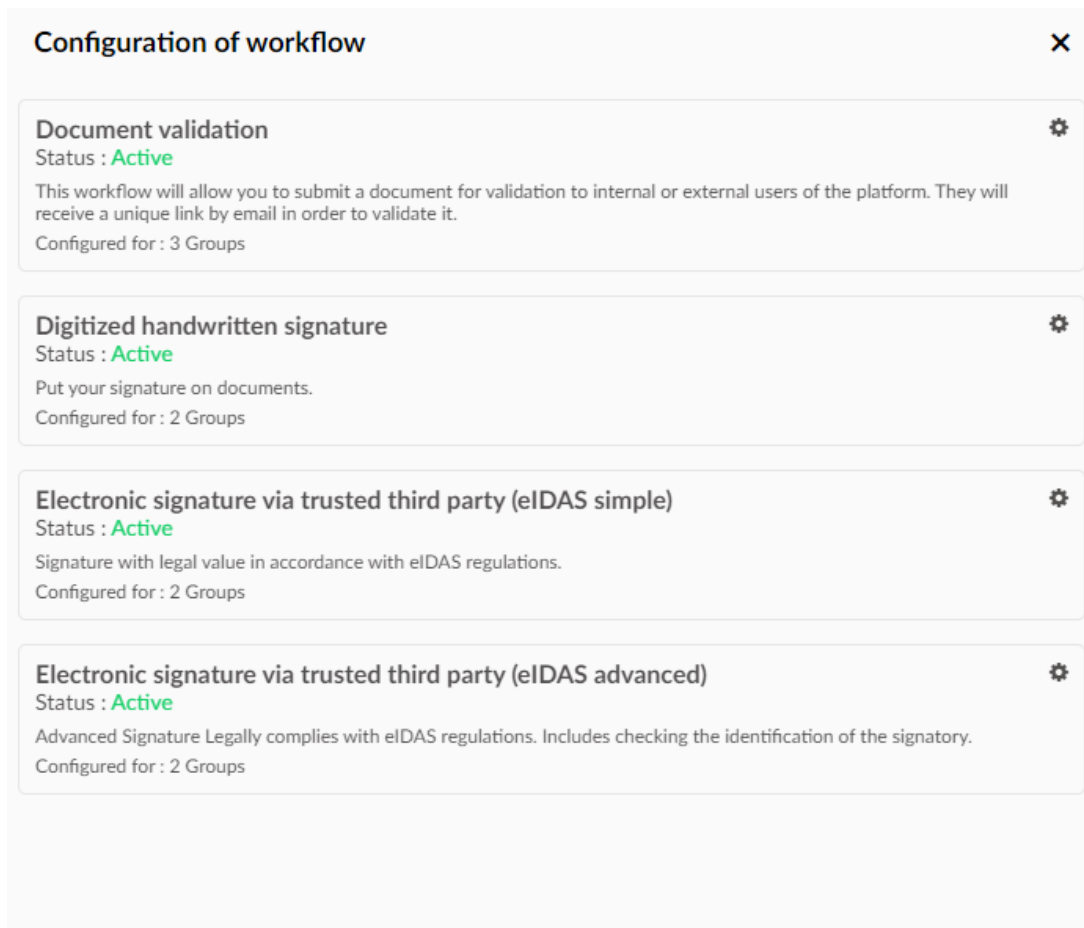 Configuration of workflow
Document validation
Status : Active
This workflow will allow you to submit a document for validation to internal or external users of the platform. They will
receive a unique link by email in order to validate it.
Configured for : 3 Groups
Digitized handwritten signature
Status : Active
Put your signature on documents.
Configured for : 2 Groups
Electronic signature via trusted third party (eIDAS simple)
Status : Active
Signature with legal value in accordance with eIDAS regulations.
Configured for : 2 Groups
Electronic signature via trusted third party (eIDAS advanced)
Status : Active
Advanced Signature Legally complies with eIDAS regulations. Includes checking the identification of the signatory.
Configured for : 2 Groups